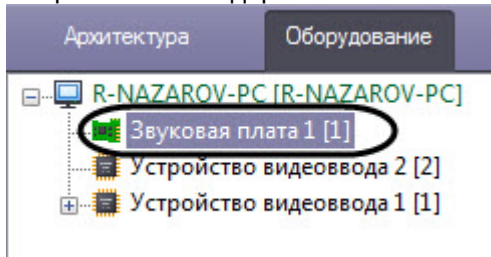 Архитектура Оборудование
R-NAZAROV-PC [R-NAZAROV-PC]
Звуковая плата 1 [1]
Устройство видеоввода 2 [2]
Устройство видеоввода 1 [1]